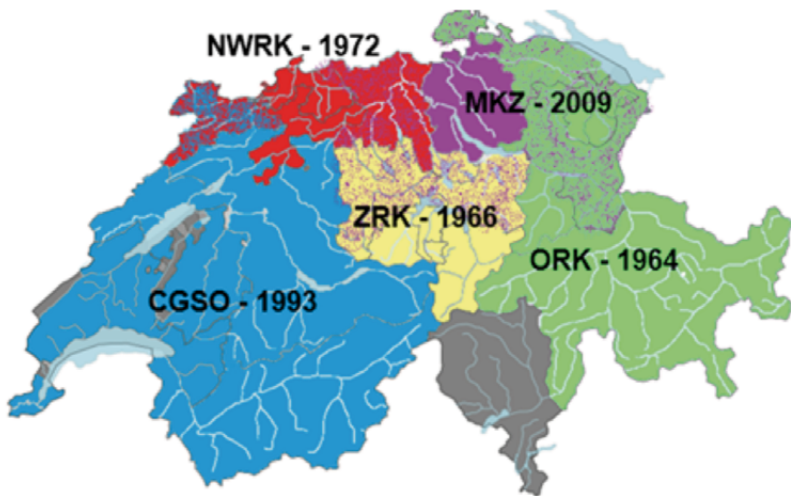 NWRK - 1972
MKZ - 2009
ZRK - 1966
ORK - 1964
CGSO - 1993